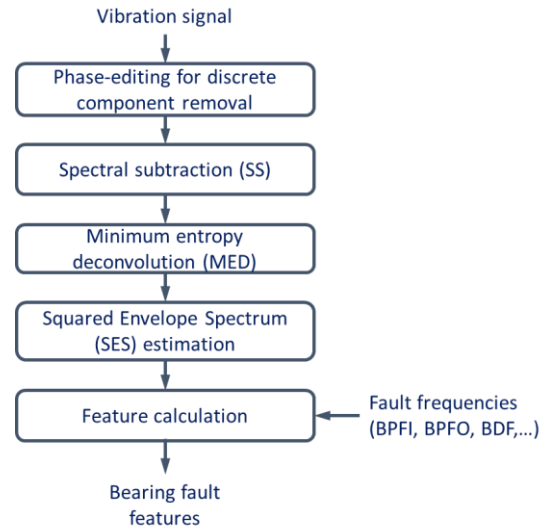 Vibration signal
Phase-editing for discrete
component removal
Spectral subtraction (SS)
Minimum entropy
deconvolution (MED)
Squared Envelope Spectrum
(SES) estimation
Feature calculation
Fault frequencies
(BPFI, BPFO, BDF,...)
Bearing fault
features